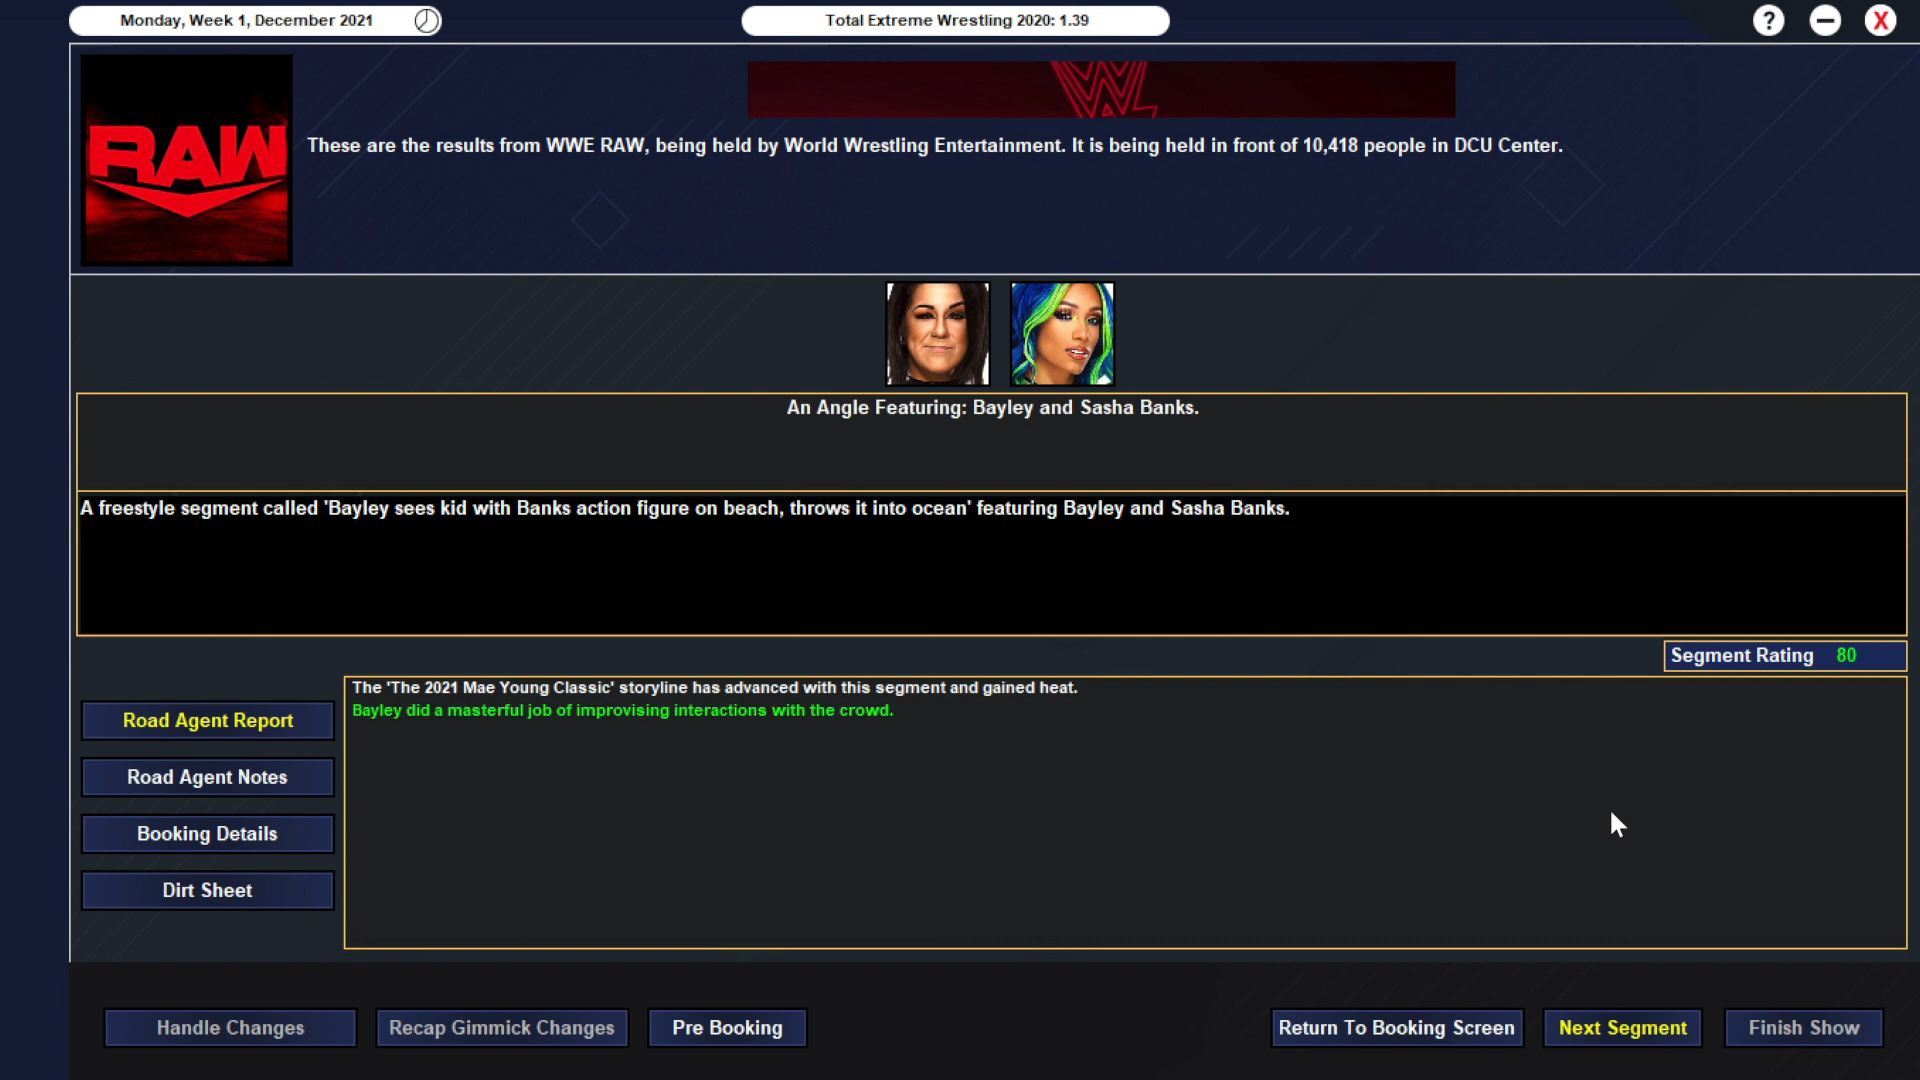 Monday, Week 1, December 2021
Total Extreme Wrestling 2020: 1.39
?
X
RAW
W
These are the results from WWE RAW, being held by World Wrestling Entertainment. It is being held in front of 10,418 people in DCU Center.
An Angle Featuring: Bayley and Sasha Banks.
A freestyle segment called 'Bayley sees kid with Banks action figure on beach, throws it into ocean' featuring Bayley and Sasha Banks.
Segment Rating 80
The 'The 2021 Mae Young Classic' storyline has advanced with this segment and gained heat.
Bayley did a masterful job of improvising interactions with the crowd.
Road Agent Report
Road Agent Notes
Booking Details
Dirt Sheet
Handle Changes
Recap Gimmick Changes
Pre Booking
Return To Booking Screen
Next Segment
Finish Show